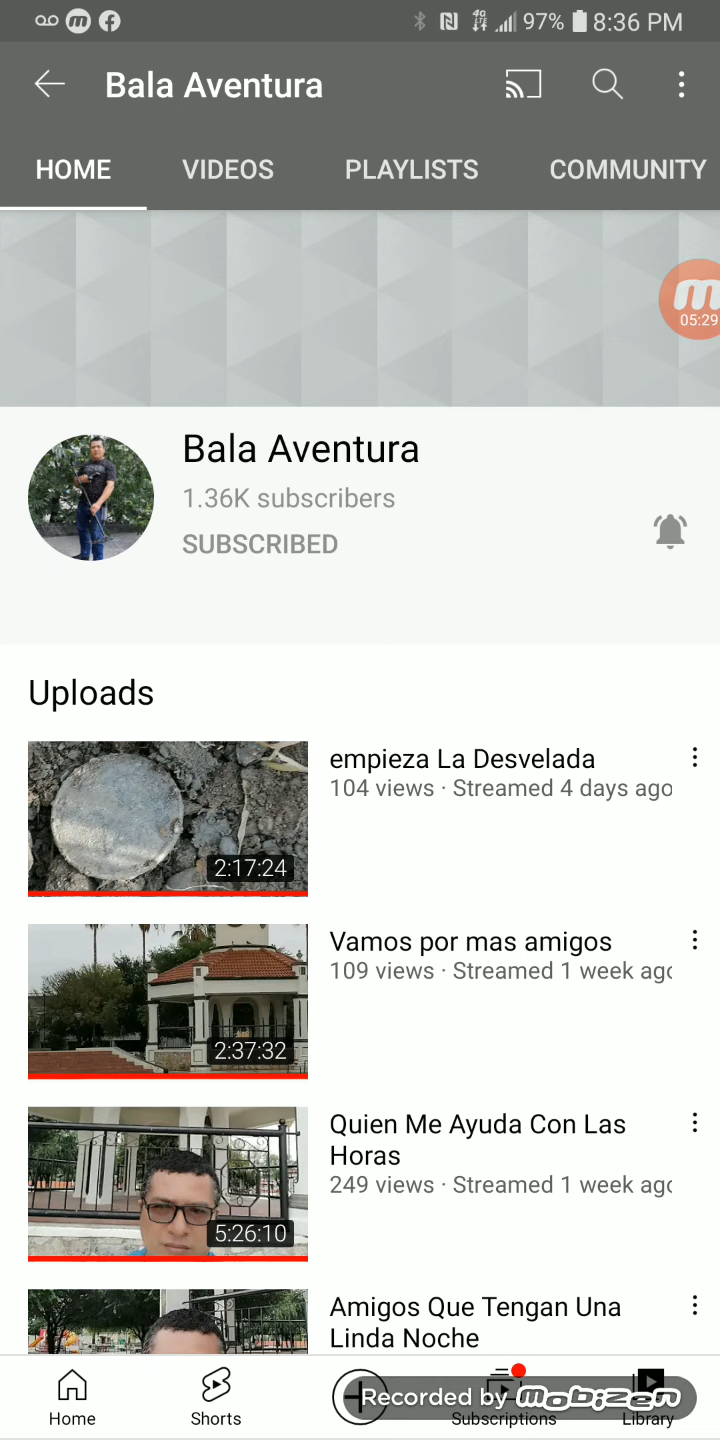 97% 8:36 PM
Bala Aventura
HOME VIDEOS PLAYLISTS COMMUNITY
m
05:29
Bala Aventura
1.36K subscribers
SUBSCRIBED
Uploads
empieza La Desvelada
104 views · Streamed 4 days ago
2:17:24
Vamos por mas amigos
109 views · Streamed 1 week ago
2:37:32
Quien Me Ayuda Con Las
Horas
249 views · Streamed 1 week ago
5:26:10
Amigos Que Tengan Una
Linda Noche
Recorded by mobizen
Home Shorts Subscriptions Library